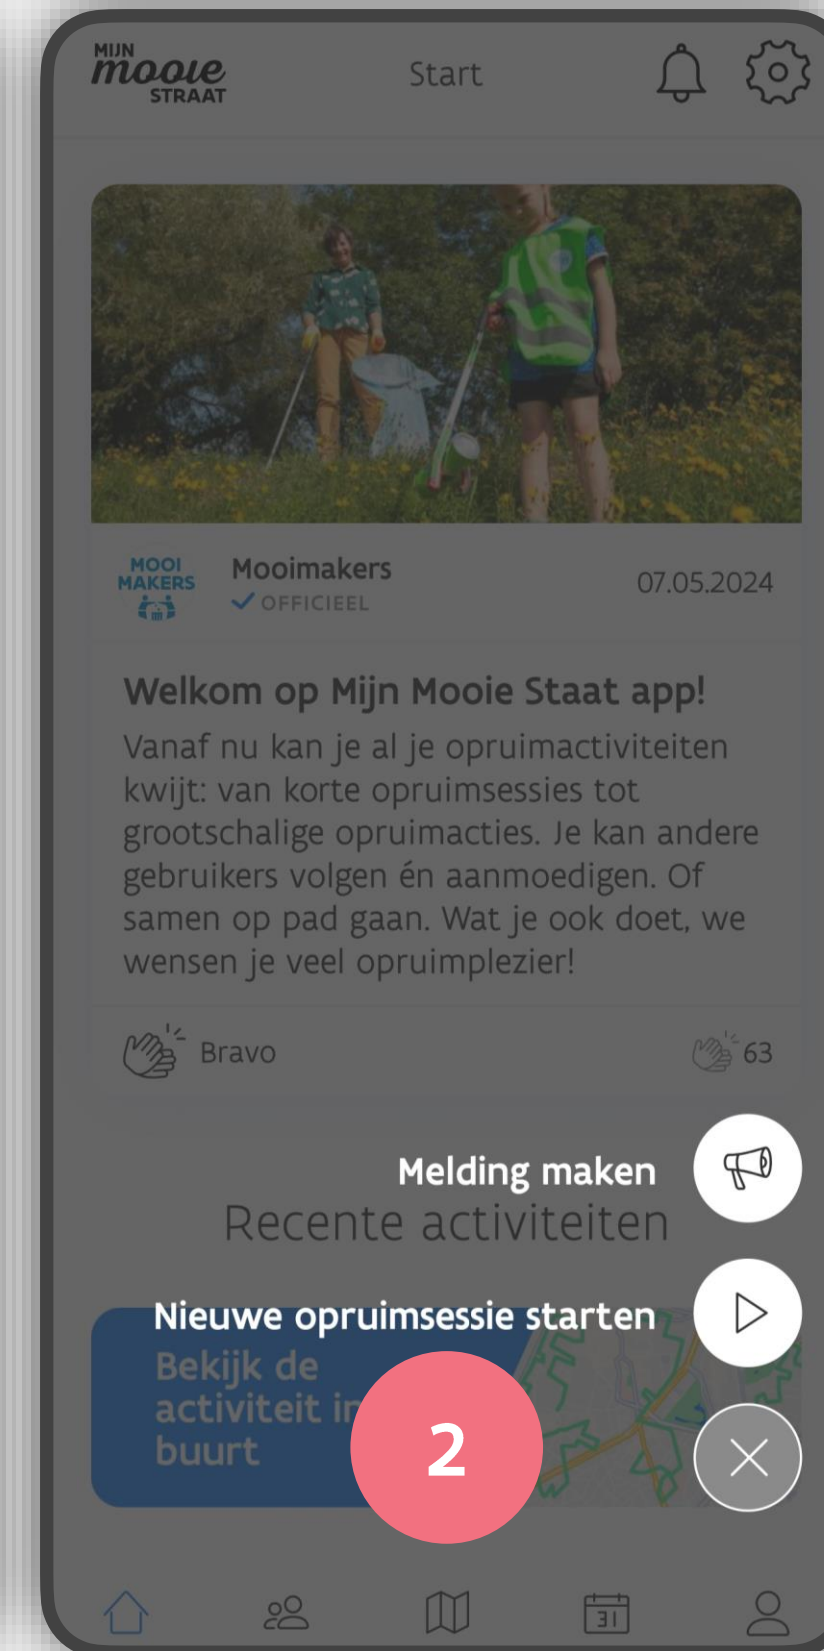 MIJN
mooie
STRAAT
Start
MOOI
MAKERS
Mooimakers
OFFICIEEL
07.05.2024
Welkom op Mijn Mooie Staat app!
Vanaf nu kan je al je opruimactiviteiten
kwijt: van korte opruimsessies tot
grootschalige opruimacties. Je kan andere
gebruikers volgen én aanmoedigen. Of
samen op pad gaan. Wat je ook doet, we
wensen je veel opruimplezier!
Bravo
63
Melding maken
Recente activiteiten
Nieuwe opruimsessie starten
Bekijk de
activiteit in
buurt
2
31